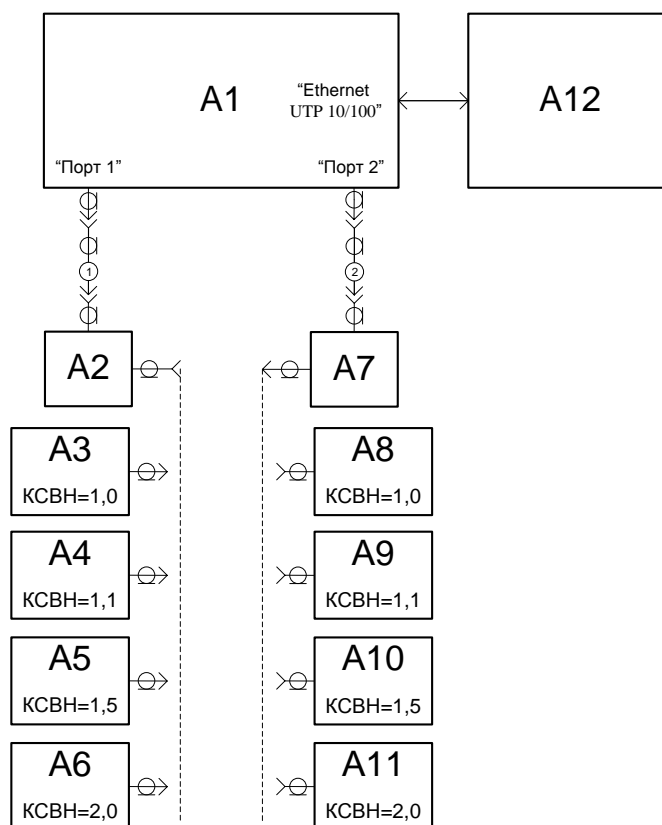 A1
“Ethernet
UTP 10/100”
A12
“Порт 1”
“Порт 2”
1
2
A2
A7
A3
КСВН=1,0
A8
КСВН=1,0
A4
КСВН=1,1
A9
КСВН=1,1
A5
КСВН=1,5
A10
КСВН=1,5
A6
КСВН=2,0
A11
КСВН=2,0